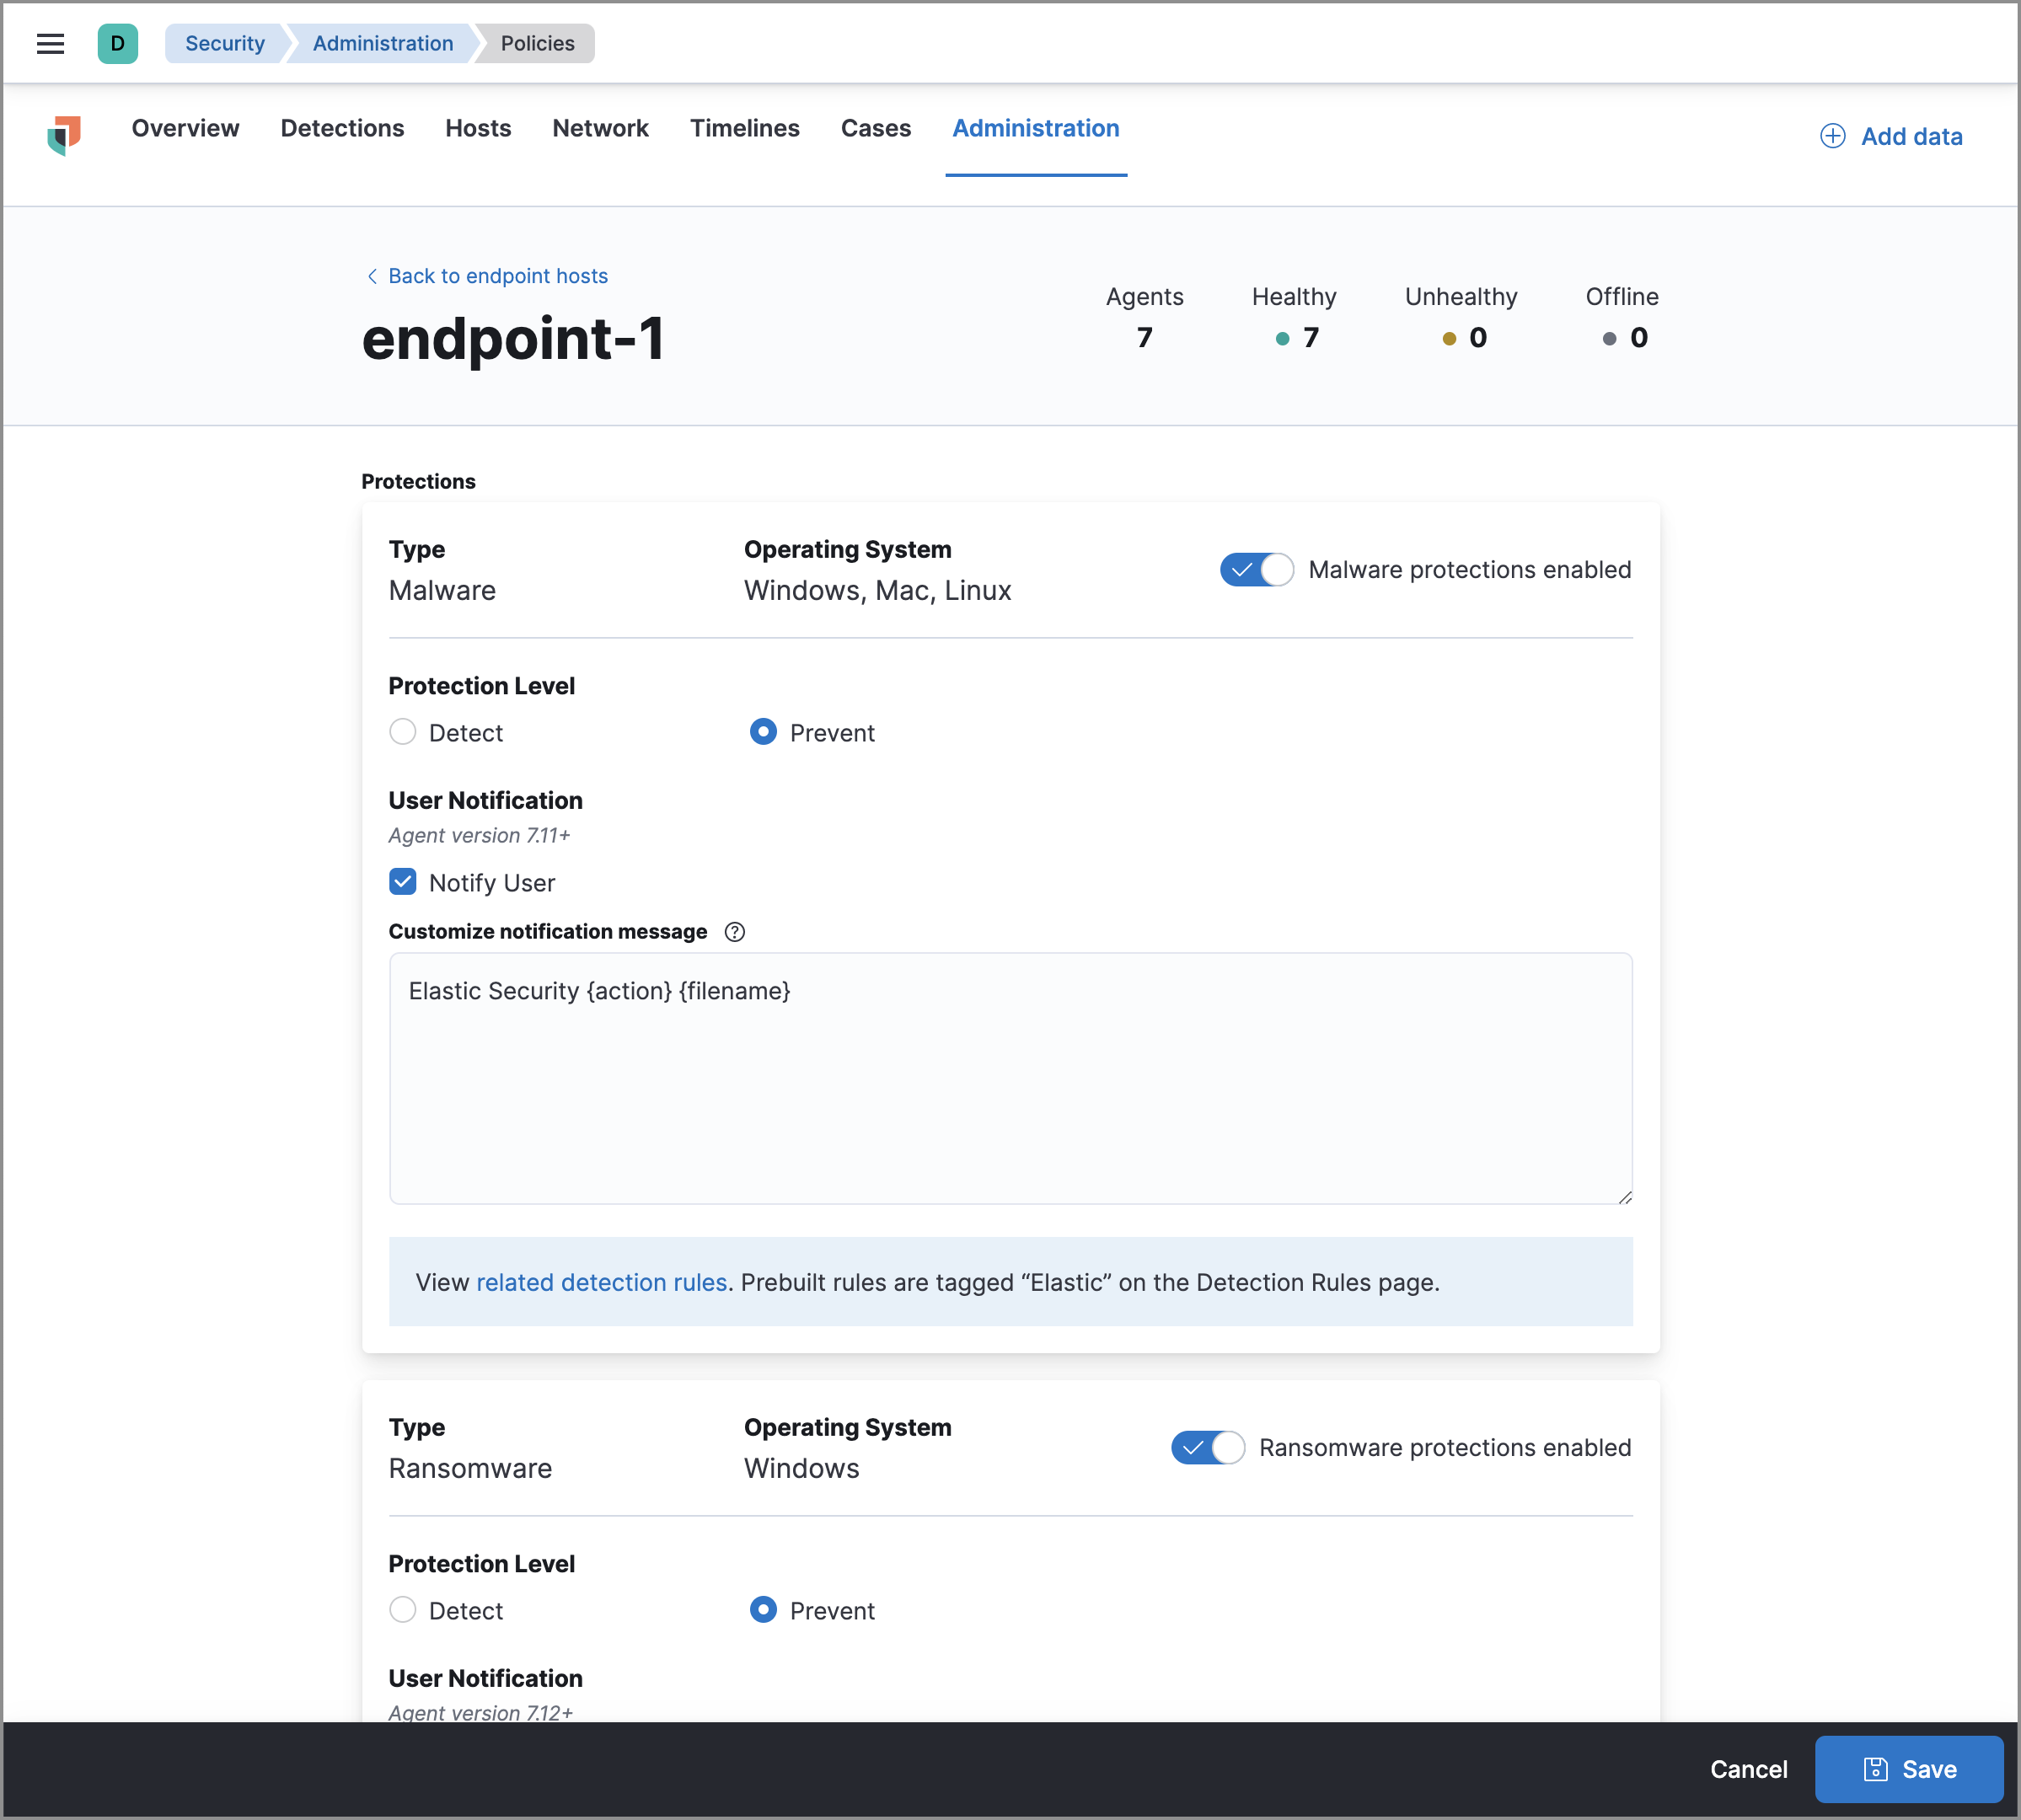 D
Security Administration Policies
Overview Detections Hosts Network Timelines Cases Administration Add data
Back to endpoint hosts
endpoint-1
Agents Healthy Unhealthy Offline
7 7 0 0
Protections
Type Operating System
Malware Windows, Mac, Linux
Malware protections enabled
Protection Level
Detect Prevent
User Notification
Agent version 7.11+
Notify User
Customize notification message ?
Elastic Security {action} {filename}
View related detection rules. Prebuilt rules are tagged “Elastic” on the Detection Rules page.
Type Operating System
Ransomware Windows
Ransomware protections enabled
Protection Level
Detect Prevent
User Notification
Agent version 7.12+
Cancel Save